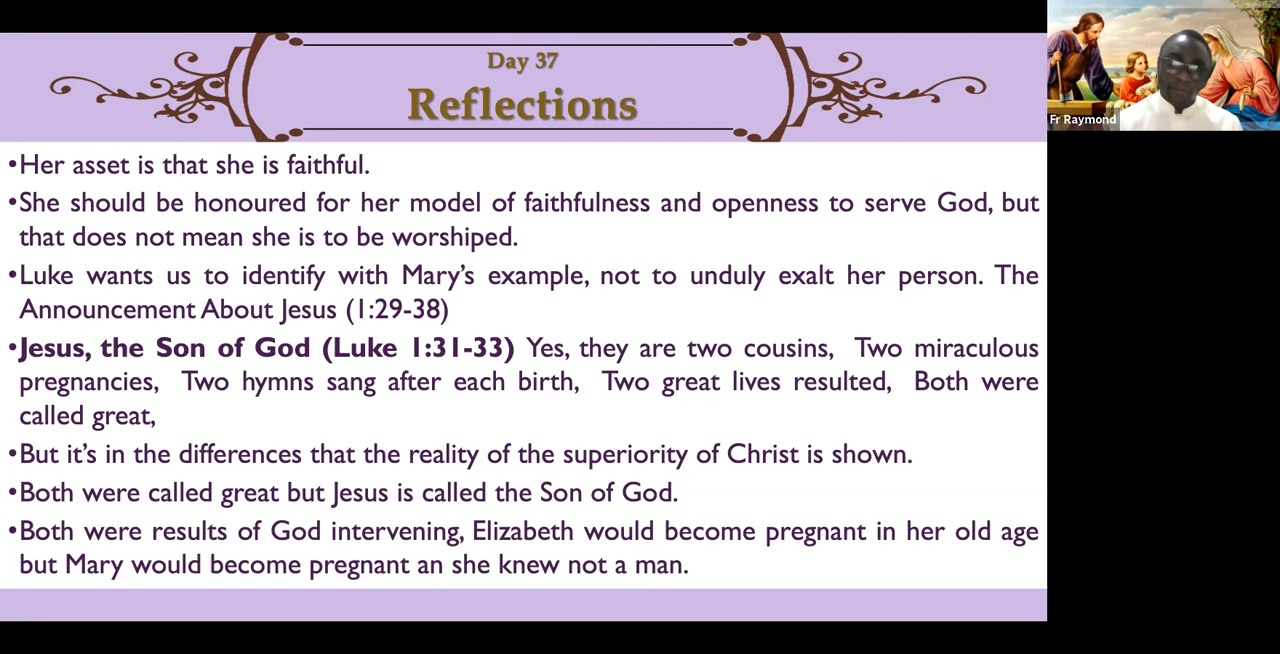 Day 37
Reflections
•Her asset is that she is faithful.
•She should be honoured for her model of faithfulness and openness to serve God, but
that does not mean she is to be worshiped.
•Luke wants us to identify with Mary's example, not to unduly exalt her person. The
Announcement About Jesus (1:29-38)
•Jesus, the Son of God (Luke 1:31-33) Yes, they are two cousins, Two miraculous
pregnancies, Two hymns sang after each birth, Two great lives resulted, Both were
called great,
•But it's in the differences that the reality of the superiority of Christ is shown.
•Both were called great but Jesus is called the Son of God.
•Both were results of God intervening, Elizabeth would become pregnant in her old age
but Mary would become pregnant an she knew not a man.
Fr Raymond